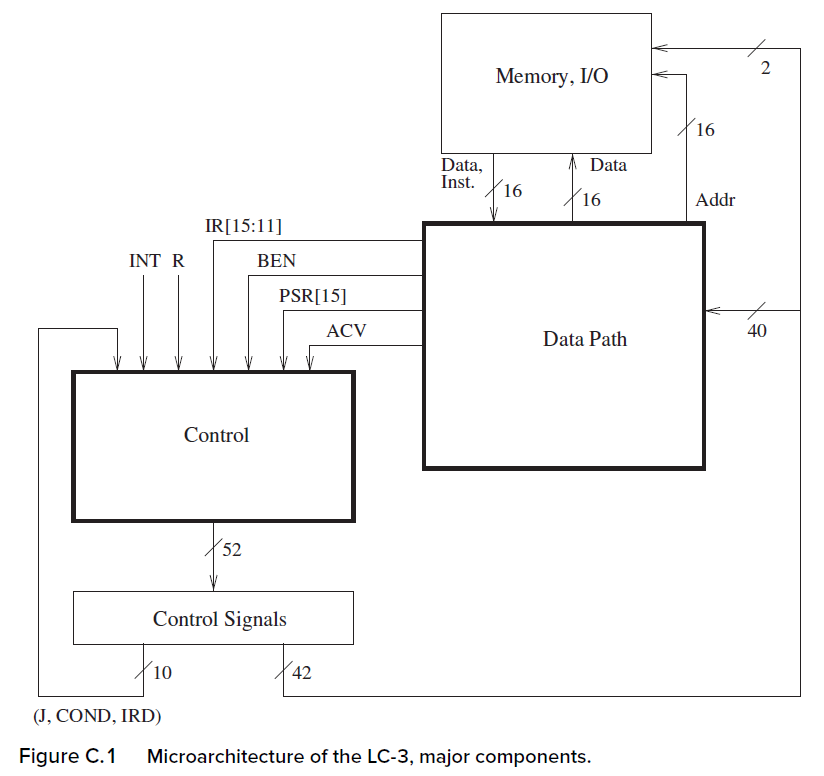 Memory, I/O
2
16
Data,
Inst.
16
Data
16
Addr
IR[15:11]
INT R
BEN
PSR[15]
ACV
Data Path
40
Control
52
Control Signals
10
42
(J, COND, IRD)
Figure C.1 Microarchitecture of the LC-3, major components.